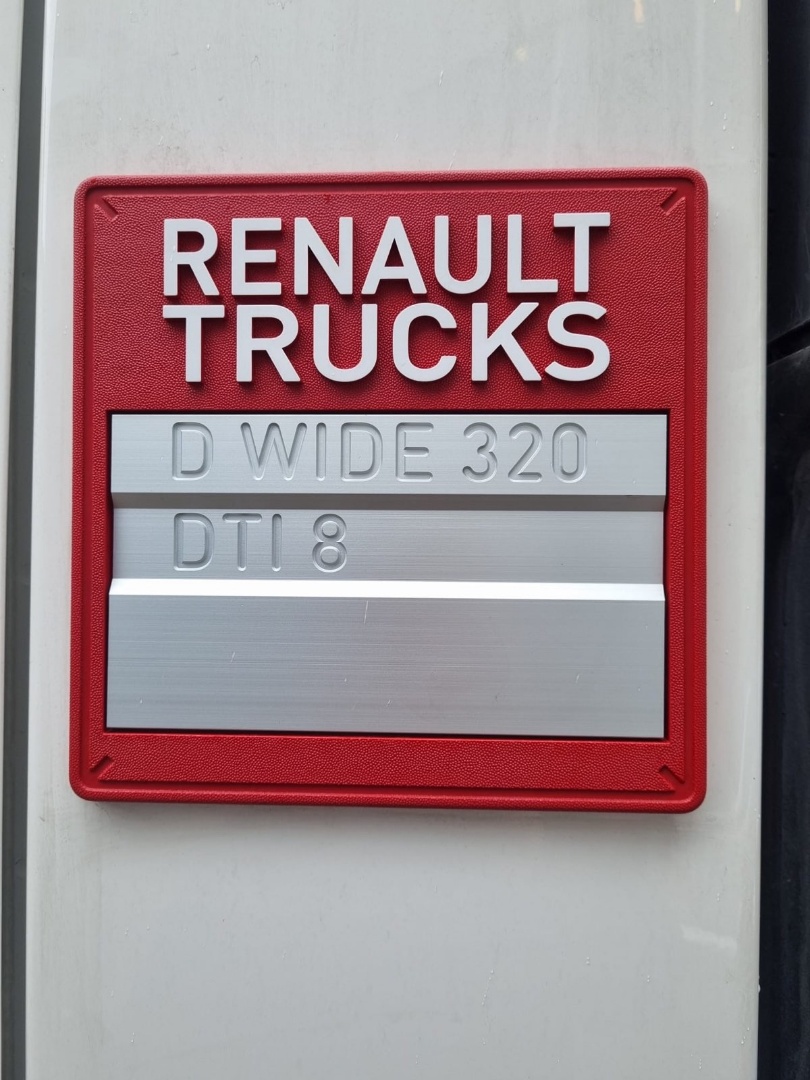 RENAULT
TRUCKS
D WIDE 320
DTI 8